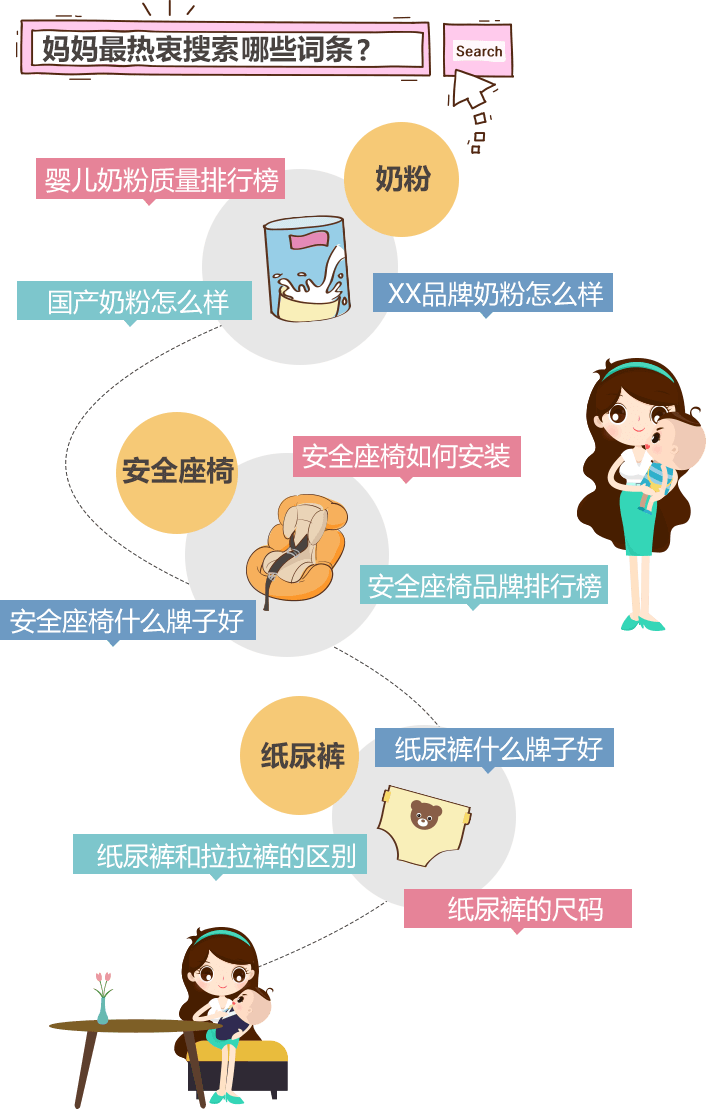 妈妈最热衷搜索哪些词条？
Search
奶粉
婴儿奶粉质量排行榜
国产奶粉怎么样
XX品牌奶粉怎么样
安全座椅
安全座椅如何安装
安全座椅品牌排行榜
安全座椅什么牌子好
纸尿裤
纸尿裤什么牌子好
纸尿裤和拉拉裤的区别
纸尿裤的尺码